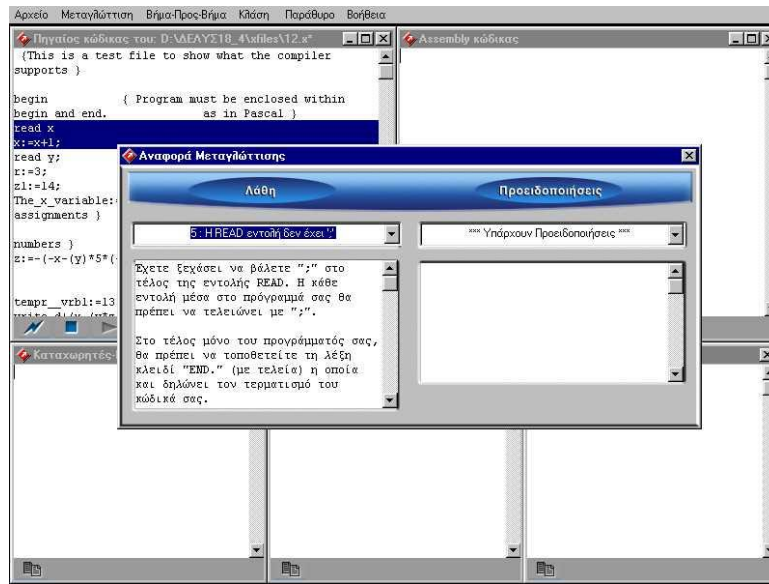 Αρχείο Μεταγλώττιση Βήμα-Προς-Βήμα Κλάση Παράθυρο Βοήθεια
Πηγαίος κώδικας του: D:\ΔΕΛΥΣ18_4\xfiles\12.x*
{This is a test file to show what the compiler
supports }
begin { Program must be enclosed within
begin and end. as in Pascal }
read x
x:=x+1;
read y;
r:=3;
z1:=14;
The_x_variable:=
assignments }
numbers }
z:=-(-x-(y)*5*(-
tempr__vrbl:=13
Assembly κώδικας
Αναφορά Μεταγλώττισης
Λάθη
Προειδοποιήσεις
5 : Η READ εντολή δεν έχει ';'
*** Υπάρχουν Προειδοποιήσεις ***
Έχετε ξεχάσει να βάλετε ";" στο
τέλος της εντολής READ. Η κάθε
εντολή μέσα στο πρόγραμμά σας θα
πρέπει να τελειώνει με ";".
Στο τέλος μόνο του προγράμματός σας,
θα πρέπει να τοποθετείτε τη λέξη
κλειδί "END." (με τελεία) η οποία
και δηλώνει τον τερματισμό του
κώδικά σας.
Καταχωρητές-